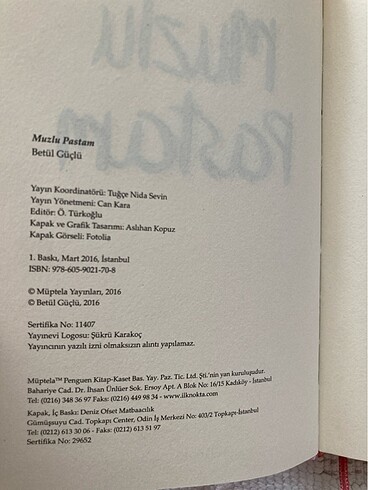 Muzlu Pastam
Muzlu Pastam
Betül Güçlü
Yayın Koordinatörü: Tuğçe Nida Sevin
Yayın Yönetmeni: Can Kara
Editör: Ö. Türkoğlu
Kapak ve Grafik Tasarımı: Aslıhan Kopuz
Kapak Görseli: Fotolia
1. Baskı, Mart 2016, İstanbul
ISBN: 978-605-9021-70-8
© Müptela Yayınları, 2016
© Betül Güçlü, 2016
Sertifika No: 11407
Yayınevi Logosu: Şükrü Karakoç
Yayıncının yazılı izni olmaksızın alıntı yapılamaz.
Müptela™ Penguen Kitap-Kaset Bas. Yay. Paz. Tic. Ltd. Şti.'nin yan kuruluşudur.
Bahariye Cad. Dr. İhsan Ünlüer Sok. Ersoy Apt. A Blok No: 16/15 Kadıköy - İstanbul
Tel: (0216) 348 36 97 Faks: (0216) 449 98 34 - www.ilknokta.com
Kapak, İç Baskı: Deniz Ofset Matbaacılık
Gümüşsuyu Cad. Topkapı Center, Odin İş Merkezi No: 403/2 Topkapı-İstanbul
Tel: (0212) 613 30 06 - Faks: (0212) 613 51 97
Sertifika No: 29652